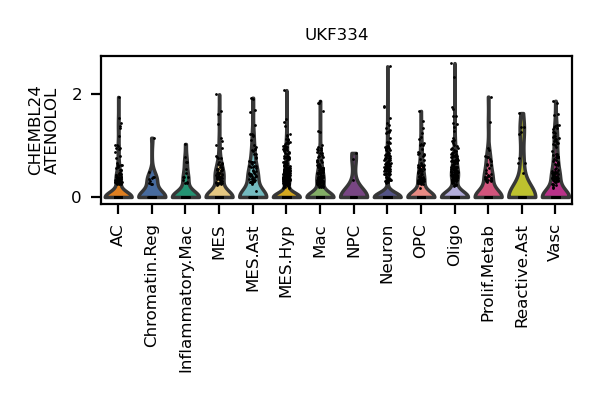 UKF334
CHEMBL24
ATENOLOL
2
0
AC
Chromatin.Reg
Inflammatory.Mac
MES
MES.Ast
MES.Hyp
Mac
NPC
Neuron
OPC
Oligo
Prolif.Metab
Reactive.Ast
Vasc